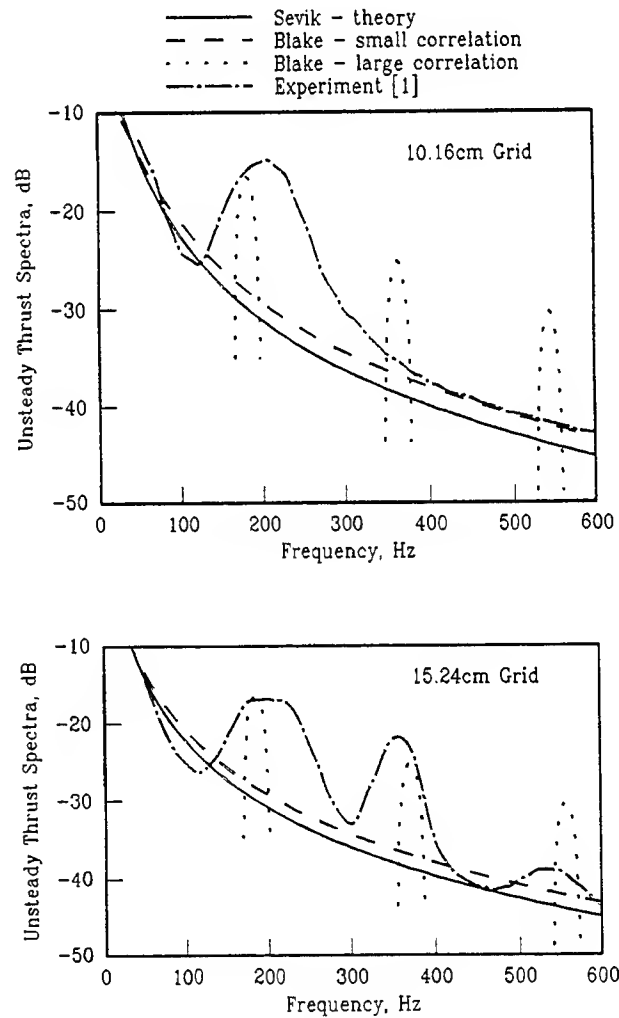 Sevik - theory
Blake - small correlation
Blake - large correlation
Experiment [1]
-10
-20
-30
-40
-50
Unsteady Thrust Spectra, dB
10.16cm Grid
0 100 200 300 400 500 600
Frequency, Hz
-10
-20
-30
-40
-50
Unsteady Thrust Spectra, dB
15.24cm Grid
0 100 200 300 400 500 600
Frequency, Hz